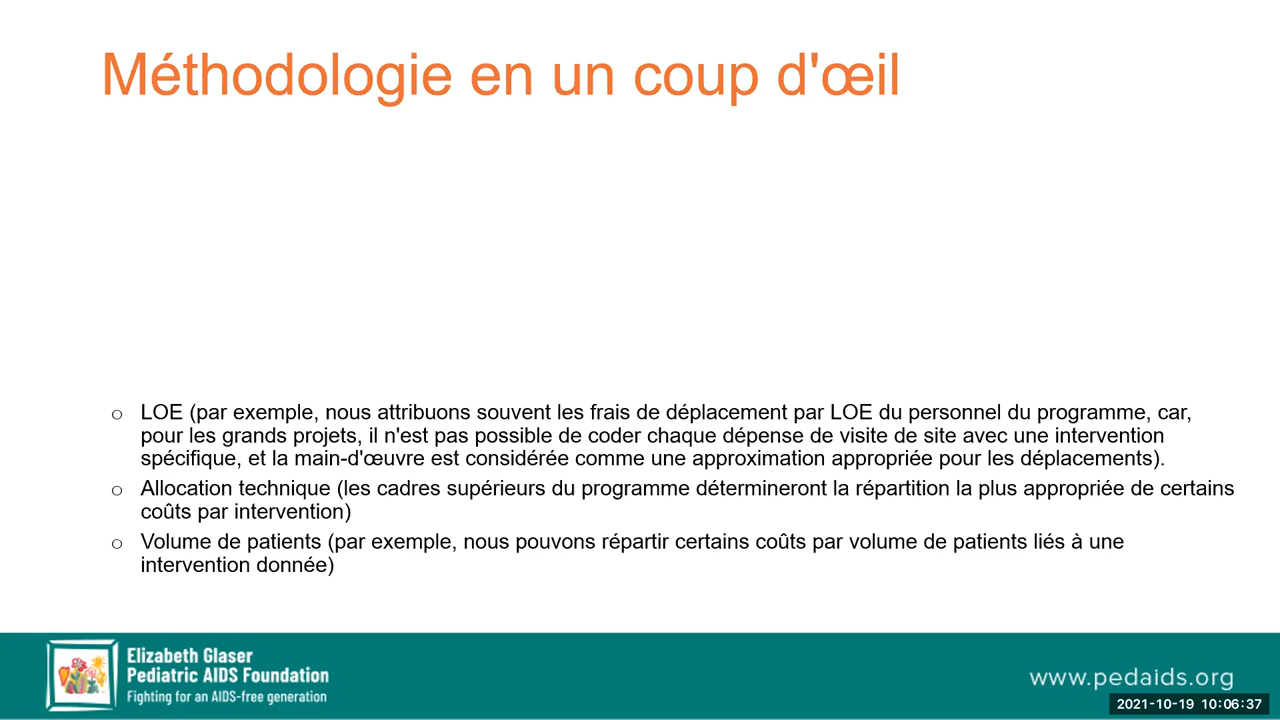 Méthodologie en un coup d'œil
o LOE (par exemple, nous attribuons souvent les frais de déplacement par LOE du personnel du programme, car,
pour les grands projets, il n'est pas possible de coder chaque dépense de visite de site avec une intervention
spécifique, et la main-d'œuvre est considérée comme une approximation appropriée pour les déplacements).
o Allocation technique (les cadres supérieurs du programme détermineront la répartition la plus appropriée de certains
coûts par intervention)
o Volume de patients (par exemple, nous pouvons répartir certains coûts par volume de patients liés à une
intervention donnée)
Elizabeth Glaser
Pediatric AIDS Foundation
Fighting for an AIDS-free generation
www.pedaids.org
2021-10-19 10:06:37